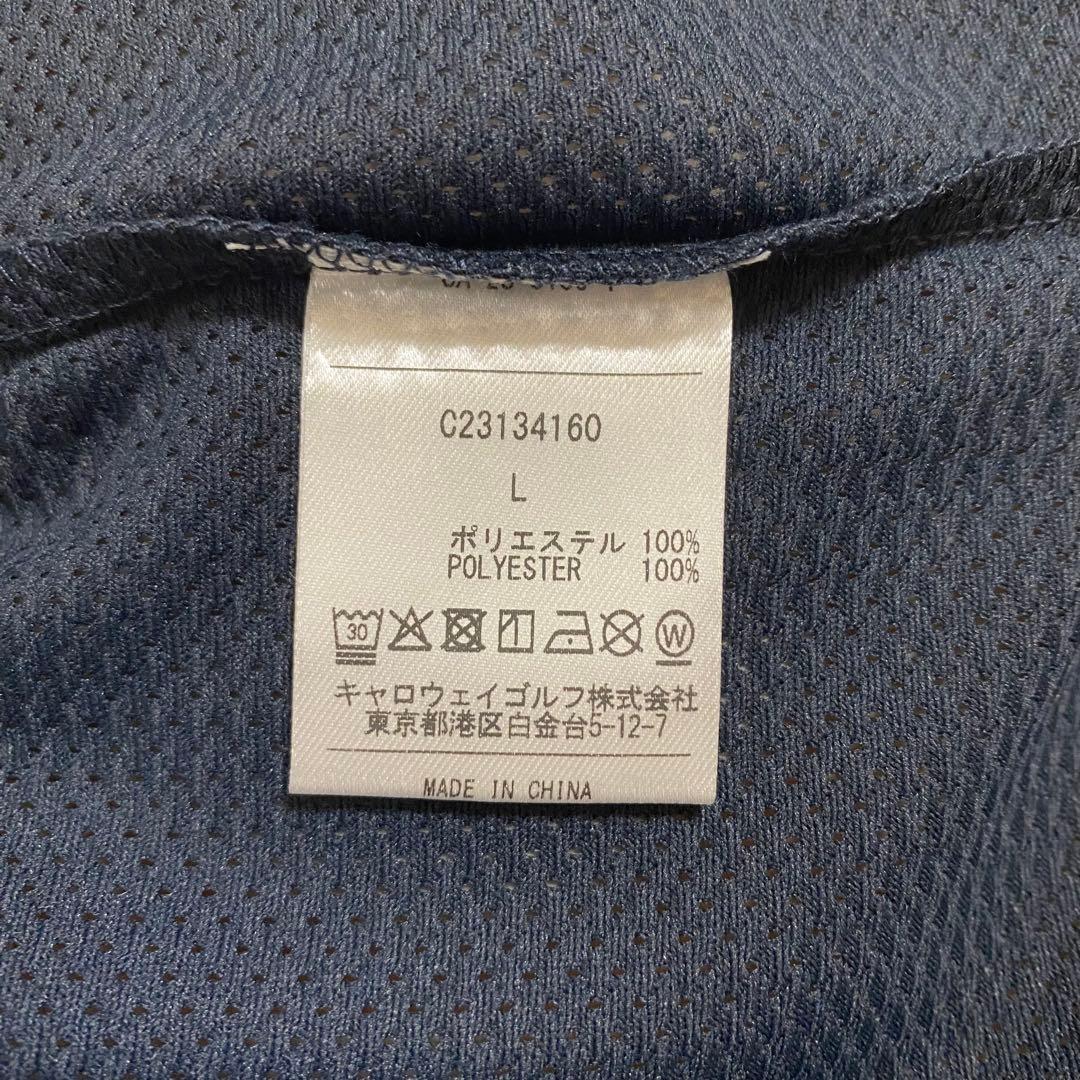 C23134160
L
ポリエステル 100%
POLYESTER 100%
30
W
キャロウェイゴルフ株式会社
東京都港区白金台5-12-7
MADE IN CHINA